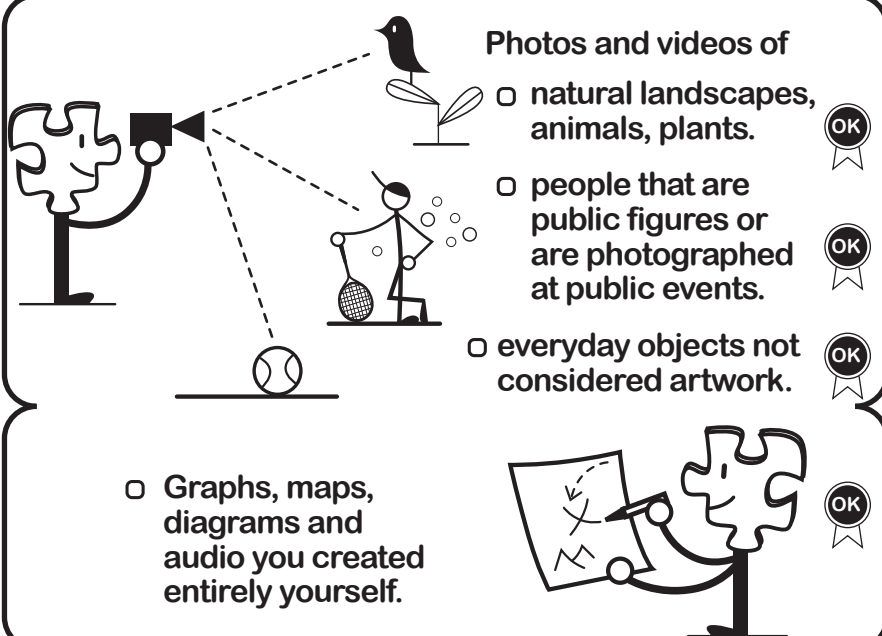 Photos and videos of
natural landscapes,
animals, plants.
OK
people that are
public figures or
are photographed
at public events.
OK
everyday objects not
considered artwork.
OK
Graphs, maps,
diagrams and
audio you created
entirely yourself.
OK